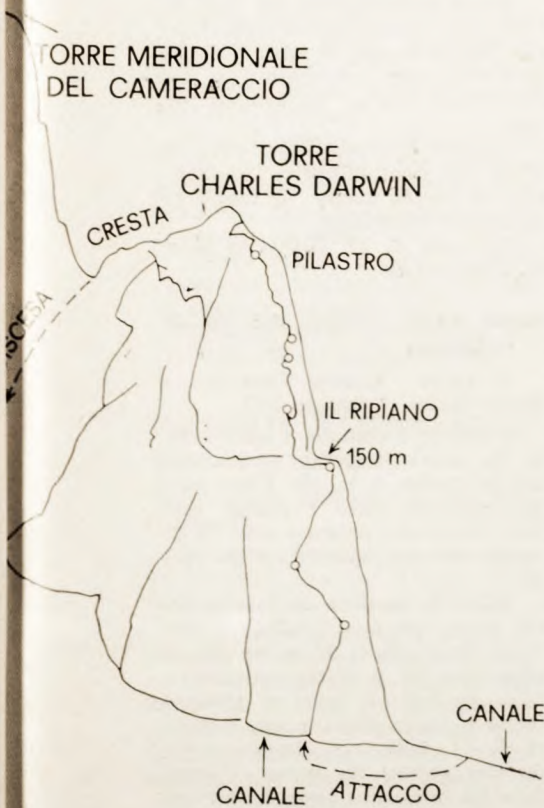 TORRE MERIDIONALE
DEL CAMERACCIO
TORRE
CHARLES DARWIN
CRESTA
PILASTRO
IL RIPIANO
150 m
CANALE
CANALE
ATTACCO